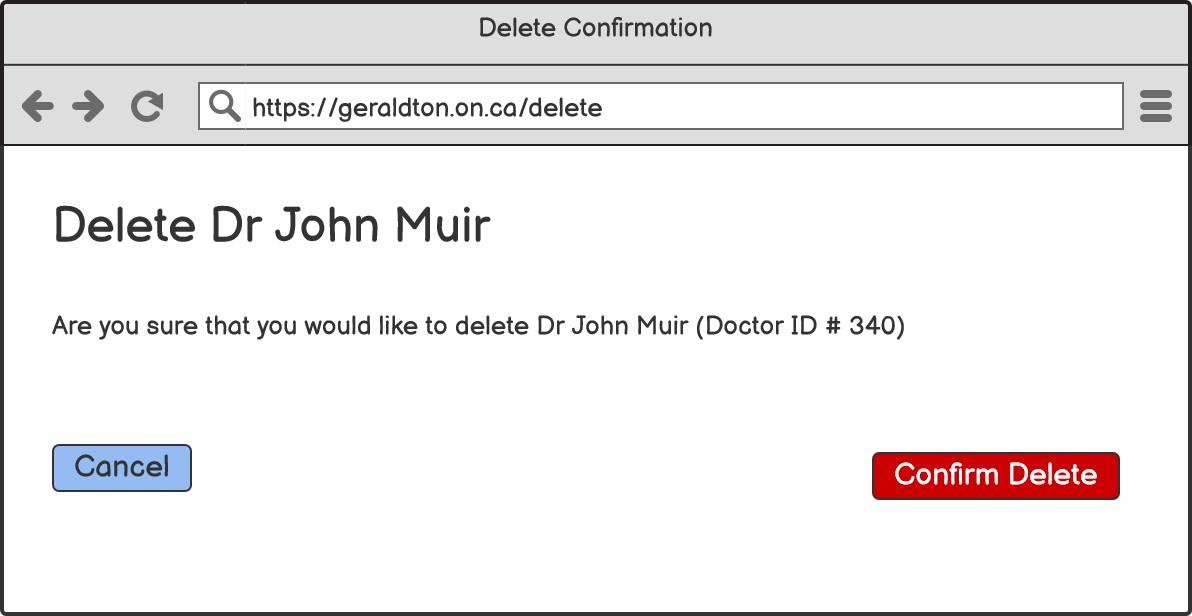 Delete Confirmation
https://geraldton.on.ca/delete
Delete Dr John Muir
Are you sure that you would like to delete Dr John Muir (Doctor ID # 340)
Cancel
Confirm Delete